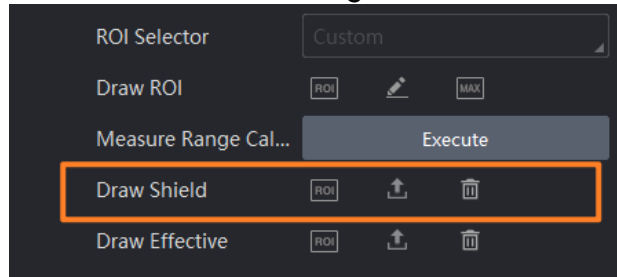 ROI Selector Custom
Draw ROI ROI MAX
Measure Range Cal... Execute
Draw Shield ROI
Draw Effective ROI